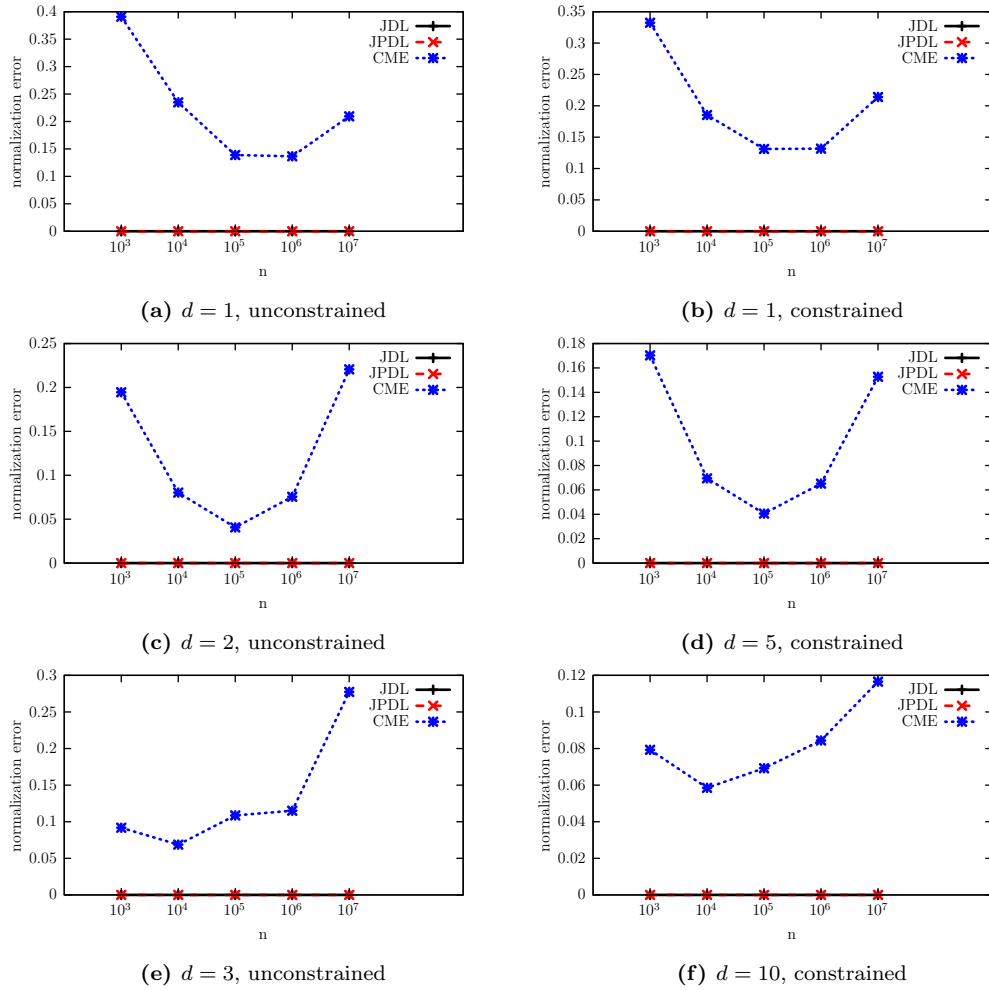 0.4
0.35
0.3
0.25
0.2
0.15
0.1
0.05
0
normalization error
JDL
JPDL
CME
10³ 10⁴ 10⁵ 10⁶ 10⁷
n
(a) d = 1, unconstrained
0.35
0.3
0.25
0.2
0.15
0.1
0.05
0
normalization error
JDL
JPDL
CME
10³ 10⁴ 10⁵ 10⁶ 10⁷
n
(b) d = 1, constrained
0.25
0.2
0.15
0.1
0.05
0
normalization error
JDL
JPDL
CME
10³ 10⁴ 10⁵ 10⁶ 10⁷
n
(c) d = 2, unconstrained
0.18
0.16
0.14
0.12
0.1
0.08
0.06
0.04
0.02
0
normalization error
JDL
JPDL
CME
10³ 10⁴ 10⁵ 10⁶ 10⁷
n
(d) d = 5, constrained
0.3
0.25
0.2
0.15
0.1
0.05
0
normalization error
JDL
JPDL
CME
10³ 10⁴ 10⁵ 10⁶ 10⁷
n
(e) d = 3, unconstrained
0.12
0.1
0.08
0.06
0.04
0.02
0
normalization error
JDL
JPDL
CME
10³ 10⁴ 10⁵ 10⁶ 10⁷
n
(f) d = 10, constrained